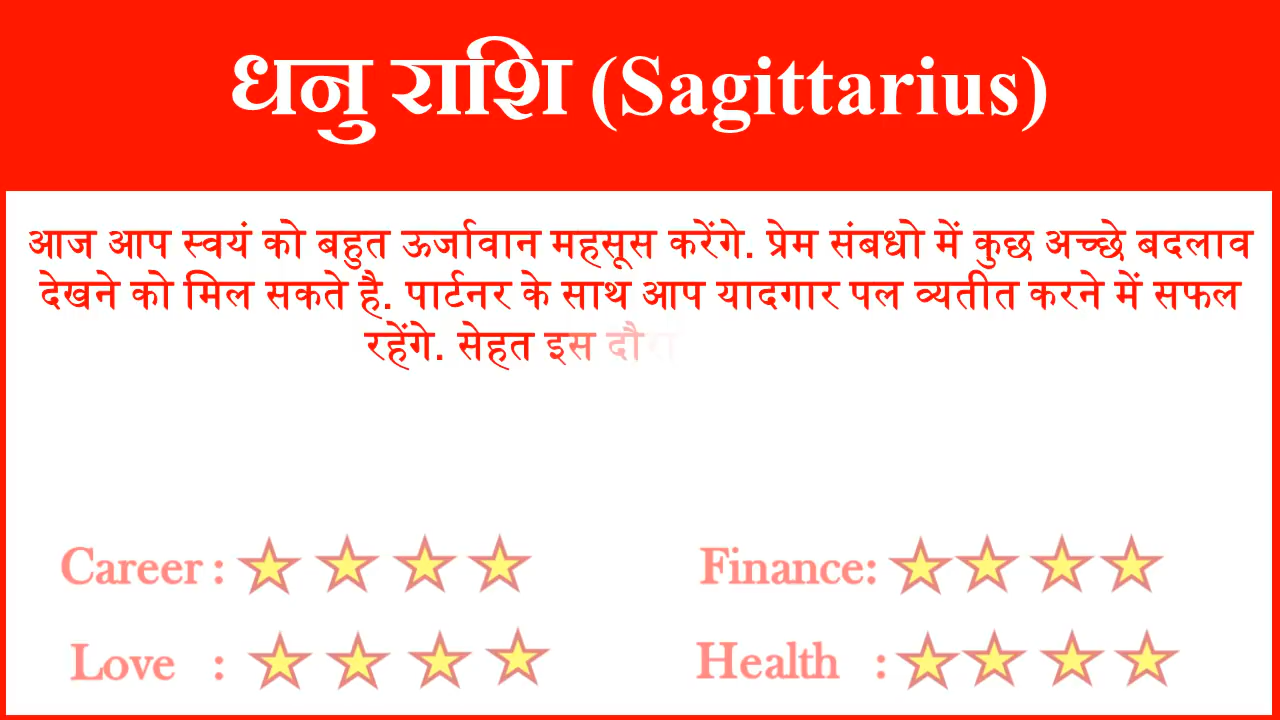 धनु राशि (Sagittarius)
आज आप स्वयं को बहुत ऊर्जावान महसूस करेंगे. प्रेम संबधो में कुछ अच्छे बदलाव
देखने को मिल सकते है. पार्टनर के साथ आप यादगार पल व्यतीत करने में सफल
रहेंगे. सेहत इस
Career :
Finance:
Love :
Health :